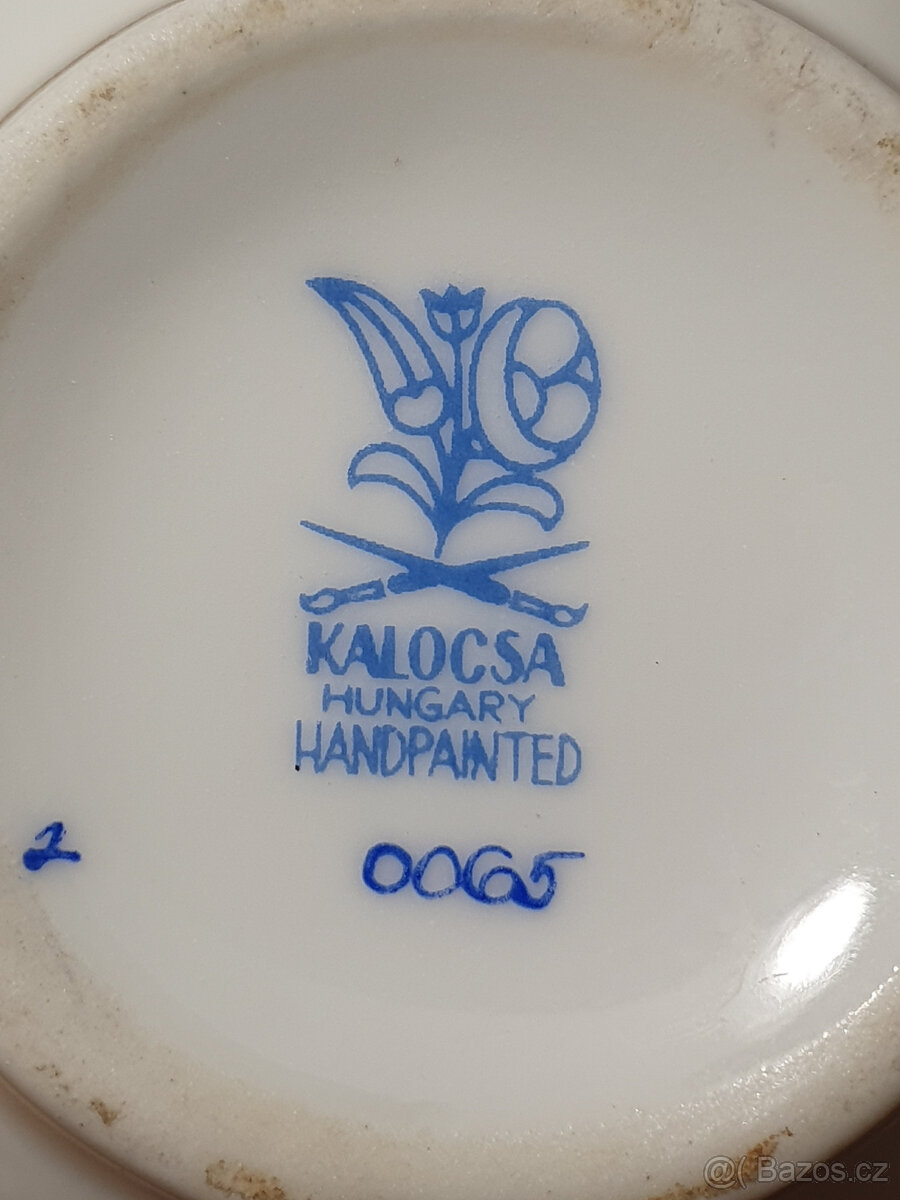 KALOCSA
HUNGARY
HANDPAINTED
2
0065
@( Bazos.cz